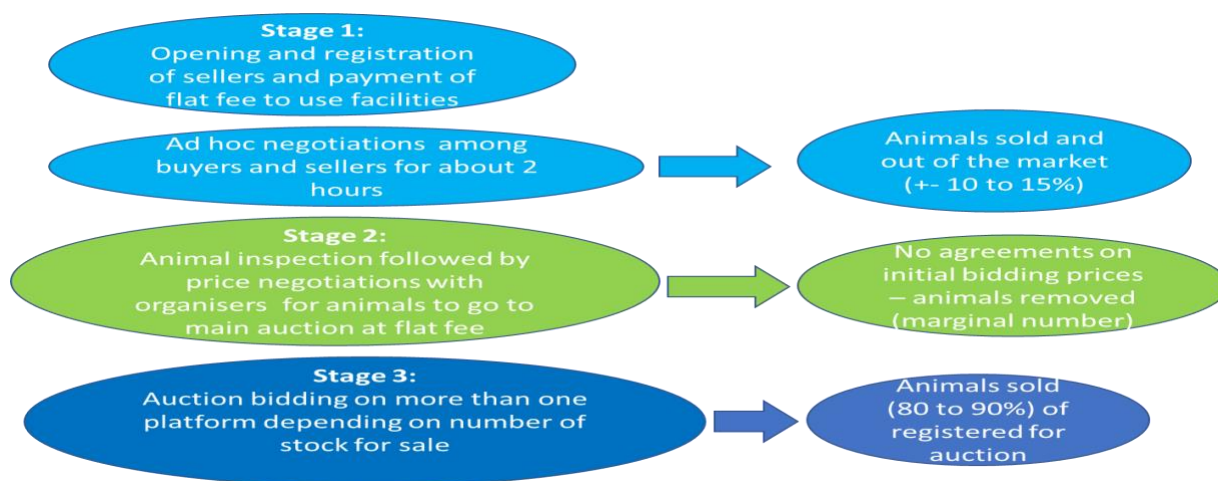 Stage 1:
Opening and registration
of sellers and payment of
flat fee to use facilities
Ad hoc negotiations among
buyers and sellers for about 2
hours
Animals sold and
out of the market
(+- 10 to 15%)
Stage 2:
Animal inspection followed by
price negotiations with
organisers for animals to go to
main auction at flat fee
No agreements on
initial bidding prices
– animals removed
(marginal number)
Stage 3:
Auction bidding on more than one
platform depending on number of
stock for sale
Animals sold
(80 to 90%) of
registered for
auction